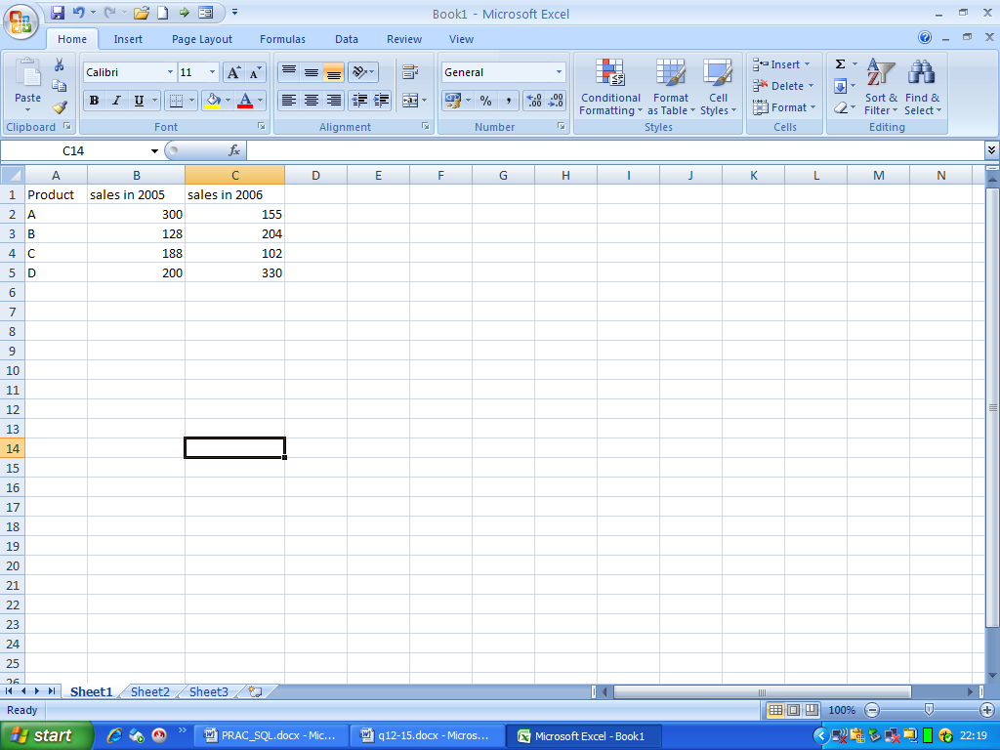 Book1 - Microsoft Excel
Home Insert Page Layout Formulas Data Review View
Calibri 11 General Insert Σ
Paste Conditional Format Cell Delete Sort & Find &
B I U % , Formatting as Table Styles Format Filter Select
Clipboard Font Alignment Number Styles Cells Editing
C14 fx
A B C D E F G H I J K L M N
1 Product sales in 2005 sales in 2006
2 A 300 155
3 B 128 204
4 C 188 102
5 D 200 330
6
7
8
9
10
11
12
13
14
15
16
17
18
19
20
21
22
23
24
25
26
Sheet1 Sheet2 Sheet3
Ready 100%
start PRAC_SQL.docx - Mic... q12-15.docx - Micros... Microsoft Excel - Book1 22:19